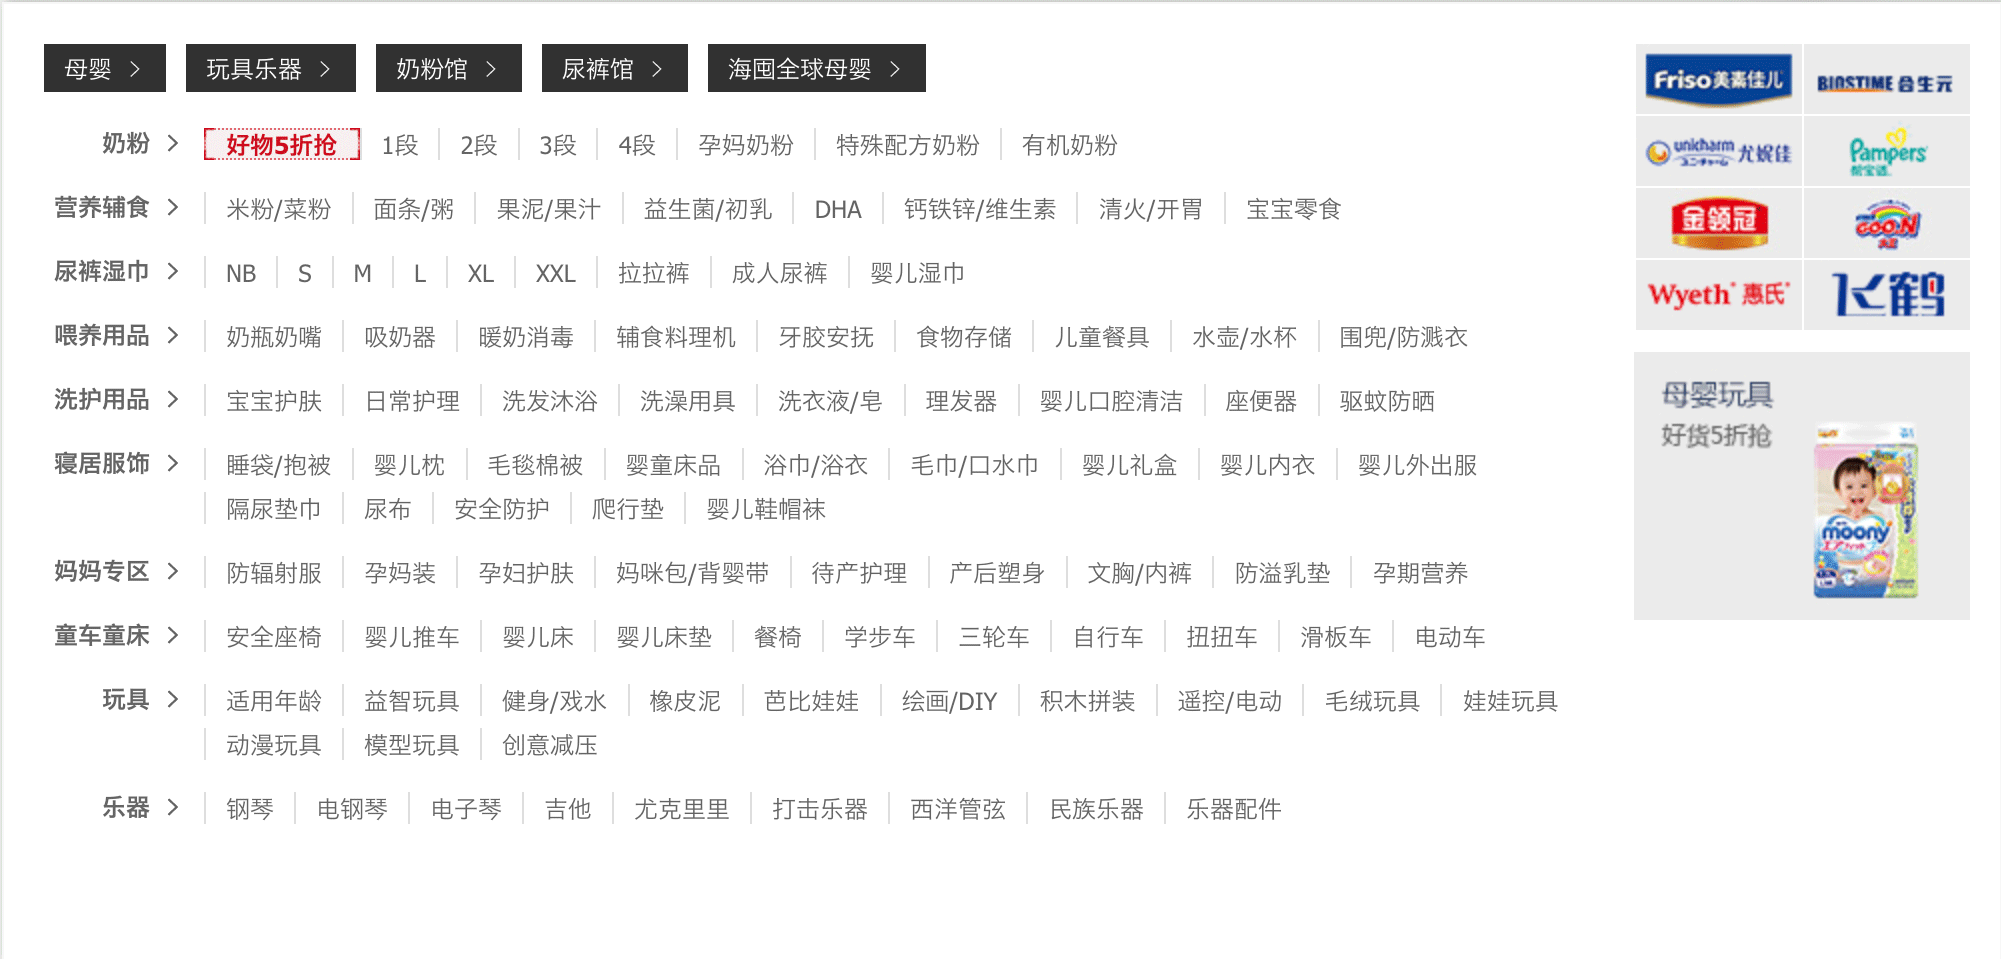 母婴 玩具乐器 奶粉馆 尿裤馆 海囤全球母婴
奶粉 好物5折抢 1段 2段 3段 4段 孕妈奶粉 特殊配方奶粉 有机奶粉
营养辅食 米粉/菜粉 面条/粥 果泥/果汁 益生菌/初乳 DHA 钙铁锌/维生素 清火/开胃 宝宝零食
尿裤湿巾 NB S M L XL XXL 拉拉裤 成人尿裤 婴儿湿巾
喂养用品 奶瓶奶嘴 吸奶器 暖奶消毒 辅食料理机 牙胶安抚 食物存储 儿童餐具 水壶/水杯 围兜/防溅衣
洗护用品 宝宝护肤 日常护理 洗发沐浴 洗澡用具 洗衣液/皂 理发器 婴儿口腔清洁 座便器 驱蚊防晒
寝居服饰 睡袋/抱被 婴儿枕 毛毯棉被 婴童床品 浴巾/浴衣 毛巾/口水巾 婴儿礼盒 婴儿内衣 婴儿外出服
隔尿垫巾 尿布 安全防护 爬行垫 婴儿鞋帽袜
妈妈专区 防辐射服 孕妈装 孕妇护肤 妈咪包/背婴带 待产护理 产后塑身 文胸/内裤 防溢乳垫 孕期营养
童车童床 安全座椅 婴儿推车 婴儿床 婴儿床垫 餐椅 学步车 三轮车 自行车 扭扭车 滑板车 电动车
玩具 适用年龄 益智玩具 健身/戏水 橡皮泥 芭比娃娃 绘画/DIY 积木拼装 遥控/电动 毛绒玩具 娃娃玩具
动漫玩具 模型玩具 创意减压
乐器 钢琴 电钢琴 电子琴 吉他 尤克里里 打击乐器 西洋管弦 民族乐器 乐器配件
Friso美素佳儿 BIOSTIME 合生元
unicharm ユニ・チャーム 尤妮佳 Pampers 帮宝适
金领冠 GOO.N 大王
Wyeth 惠氏 飞鹤
母婴玩具
好货5折抢
moony
エアフィット